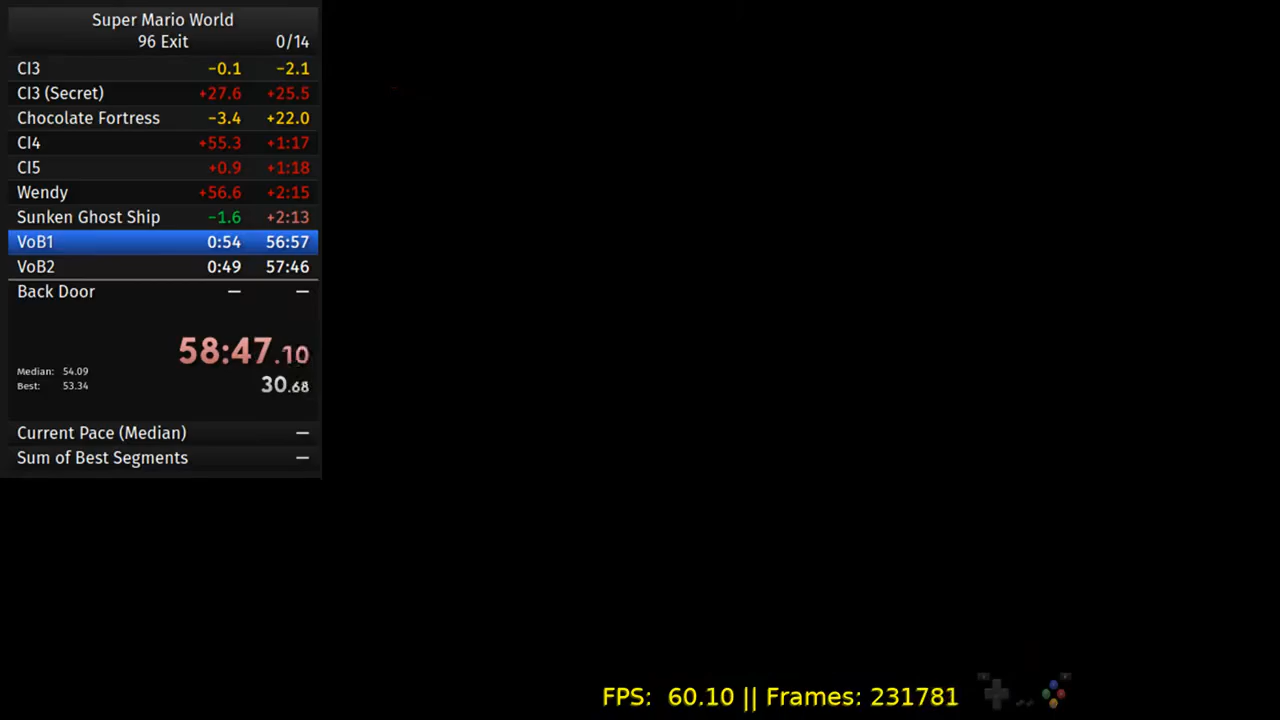 Super Mario World
96 Exit 0/14
CI3 −0.1 −2.1
CI3 (Secret) +27.6 +25.5
Chocolate Fortress −3.4 +22.0
CI4 +55.3 +1:17
CI5 +0.9 +1:18
Wendy +56.6 +2:15
Sunken Ghost Ship −1.6 +2:13
VoB1 0:54 56:57
VoB2 0:49 57:46
Back Door — —
58:47.10
Median: 54.09
Best: 53.34
30.68
Current Pace (Median) —
Sum of Best Segments —
FPS: 60.10 || Frames: 231781